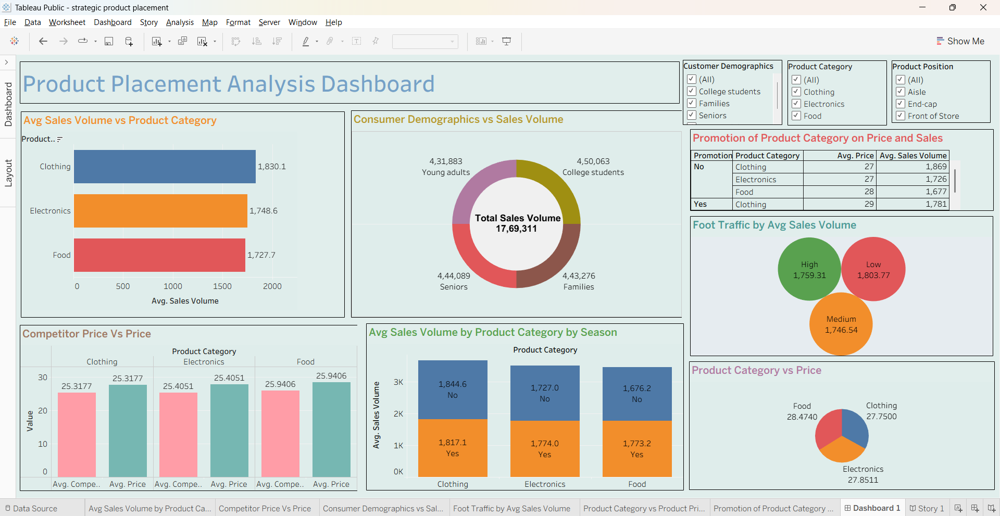 Tableau Public - strategic product placement
File Data Worksheet Dashboard Story Analysis Map Format Server Window Help
Show Me
Dashboard
Layout
Product Placement Analysis Dashboard
Customer Demographics
(All)
College students
Families
Seniors
Product Category
(All)
Clothing
Electronics
Food
Product Position
(All)
Aisle
End-cap
Front of Store
Avg Sales Volume vs Product Category
Product..
Clothing 1,830.1
Electronics 1,748.6
Food 1,727.7
0 500 1000 1500 2000
Avg. Sales Volume
Consumer Demographics vs Sales Volume
4,31,883
Young adults
4,50,063
College students
Total Sales Volume
17,69,311
4,44,089
Seniors
4,43,276
Families
Promotion of Product Category on Price and Sales
Promotion Product Category Avg. Price Avg. Sales Volume
No Clothing 27 1,869
Electronics 27 1,726
Food 28 1,677
Yes Clothing 29 1,781
Foot Traffic by Avg Sales Volume
High
1,759.31
Low
1,803.77
Medium
1,746.54
Competitor Price Vs Price
Product Category
Clothing Electronics Food
Value
30
20
10
0
25.3177 25.3177 25.4051 25.4051 25.9406 25.9406
Avg. Compe.. Avg. Price Avg. Compe.. Avg. Price Avg. Compe.. Avg. Price
Avg Sales Volume by Product Category by Season
Product Category
Avg. Sales Volume
3K
2K
1K
0K
1,844.6
No
1,727.0
No
1,676.2
No
1,817.1
Yes
1,774.0
Yes
1,773.2
Yes
Clothing Electronics Food
Product Category vs Price
Food
28.4740
Clothing
27.7500
Electronics
27.8511
Data Source Avg Sales Volume by Product Ca... Competitor Price Vs Price Consumer Demographics vs Sal... Foot Traffic by Avg Sales Volume Product Category vs Product Pri... Promotion of Product Category ... Dashboard 1 Story 1